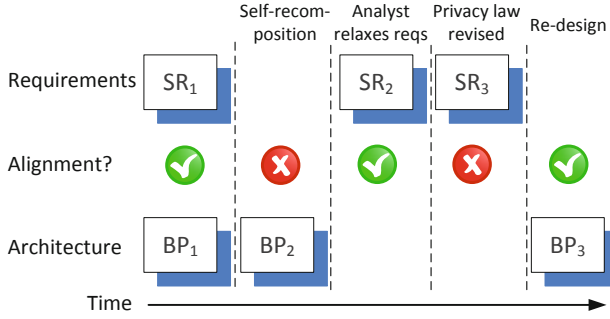 Self-recom-
position
Analyst
relaxes reqs
Privacy law
revised
Re-design
Requirements
SR₁
SR₂
SR₃
Alignment?
Architecture
BP₁
BP₂
BP₃
Time